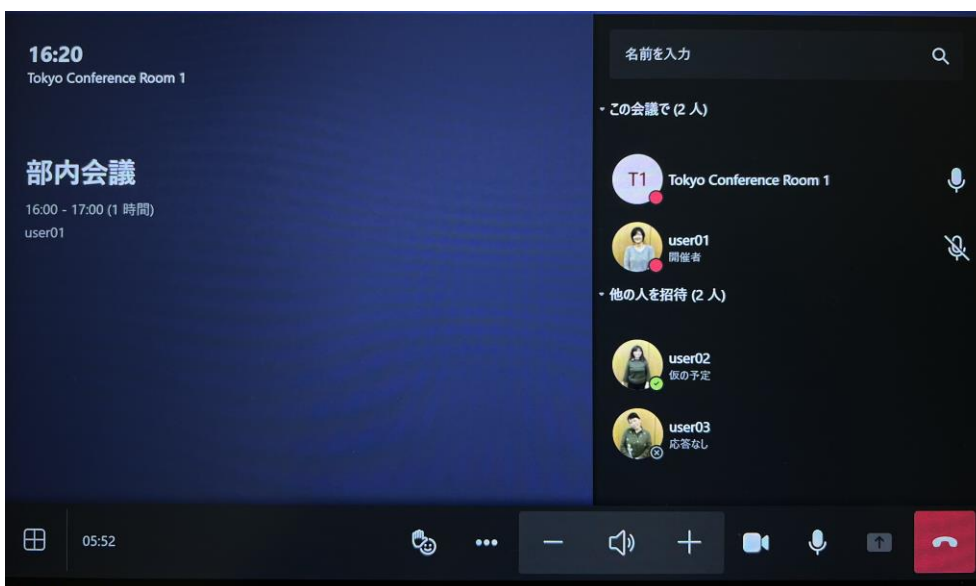 16:20
Tokyo Conference Room 1
部内会議
16:00 - 17:00 (1 時間)
user01
名前を入力
この会議で (2 人)
T1
Tokyo Conference Room 1
user01
開催者
他の人を招待 (2 人)
user02
仮の予定
user03
応答なし
05:52